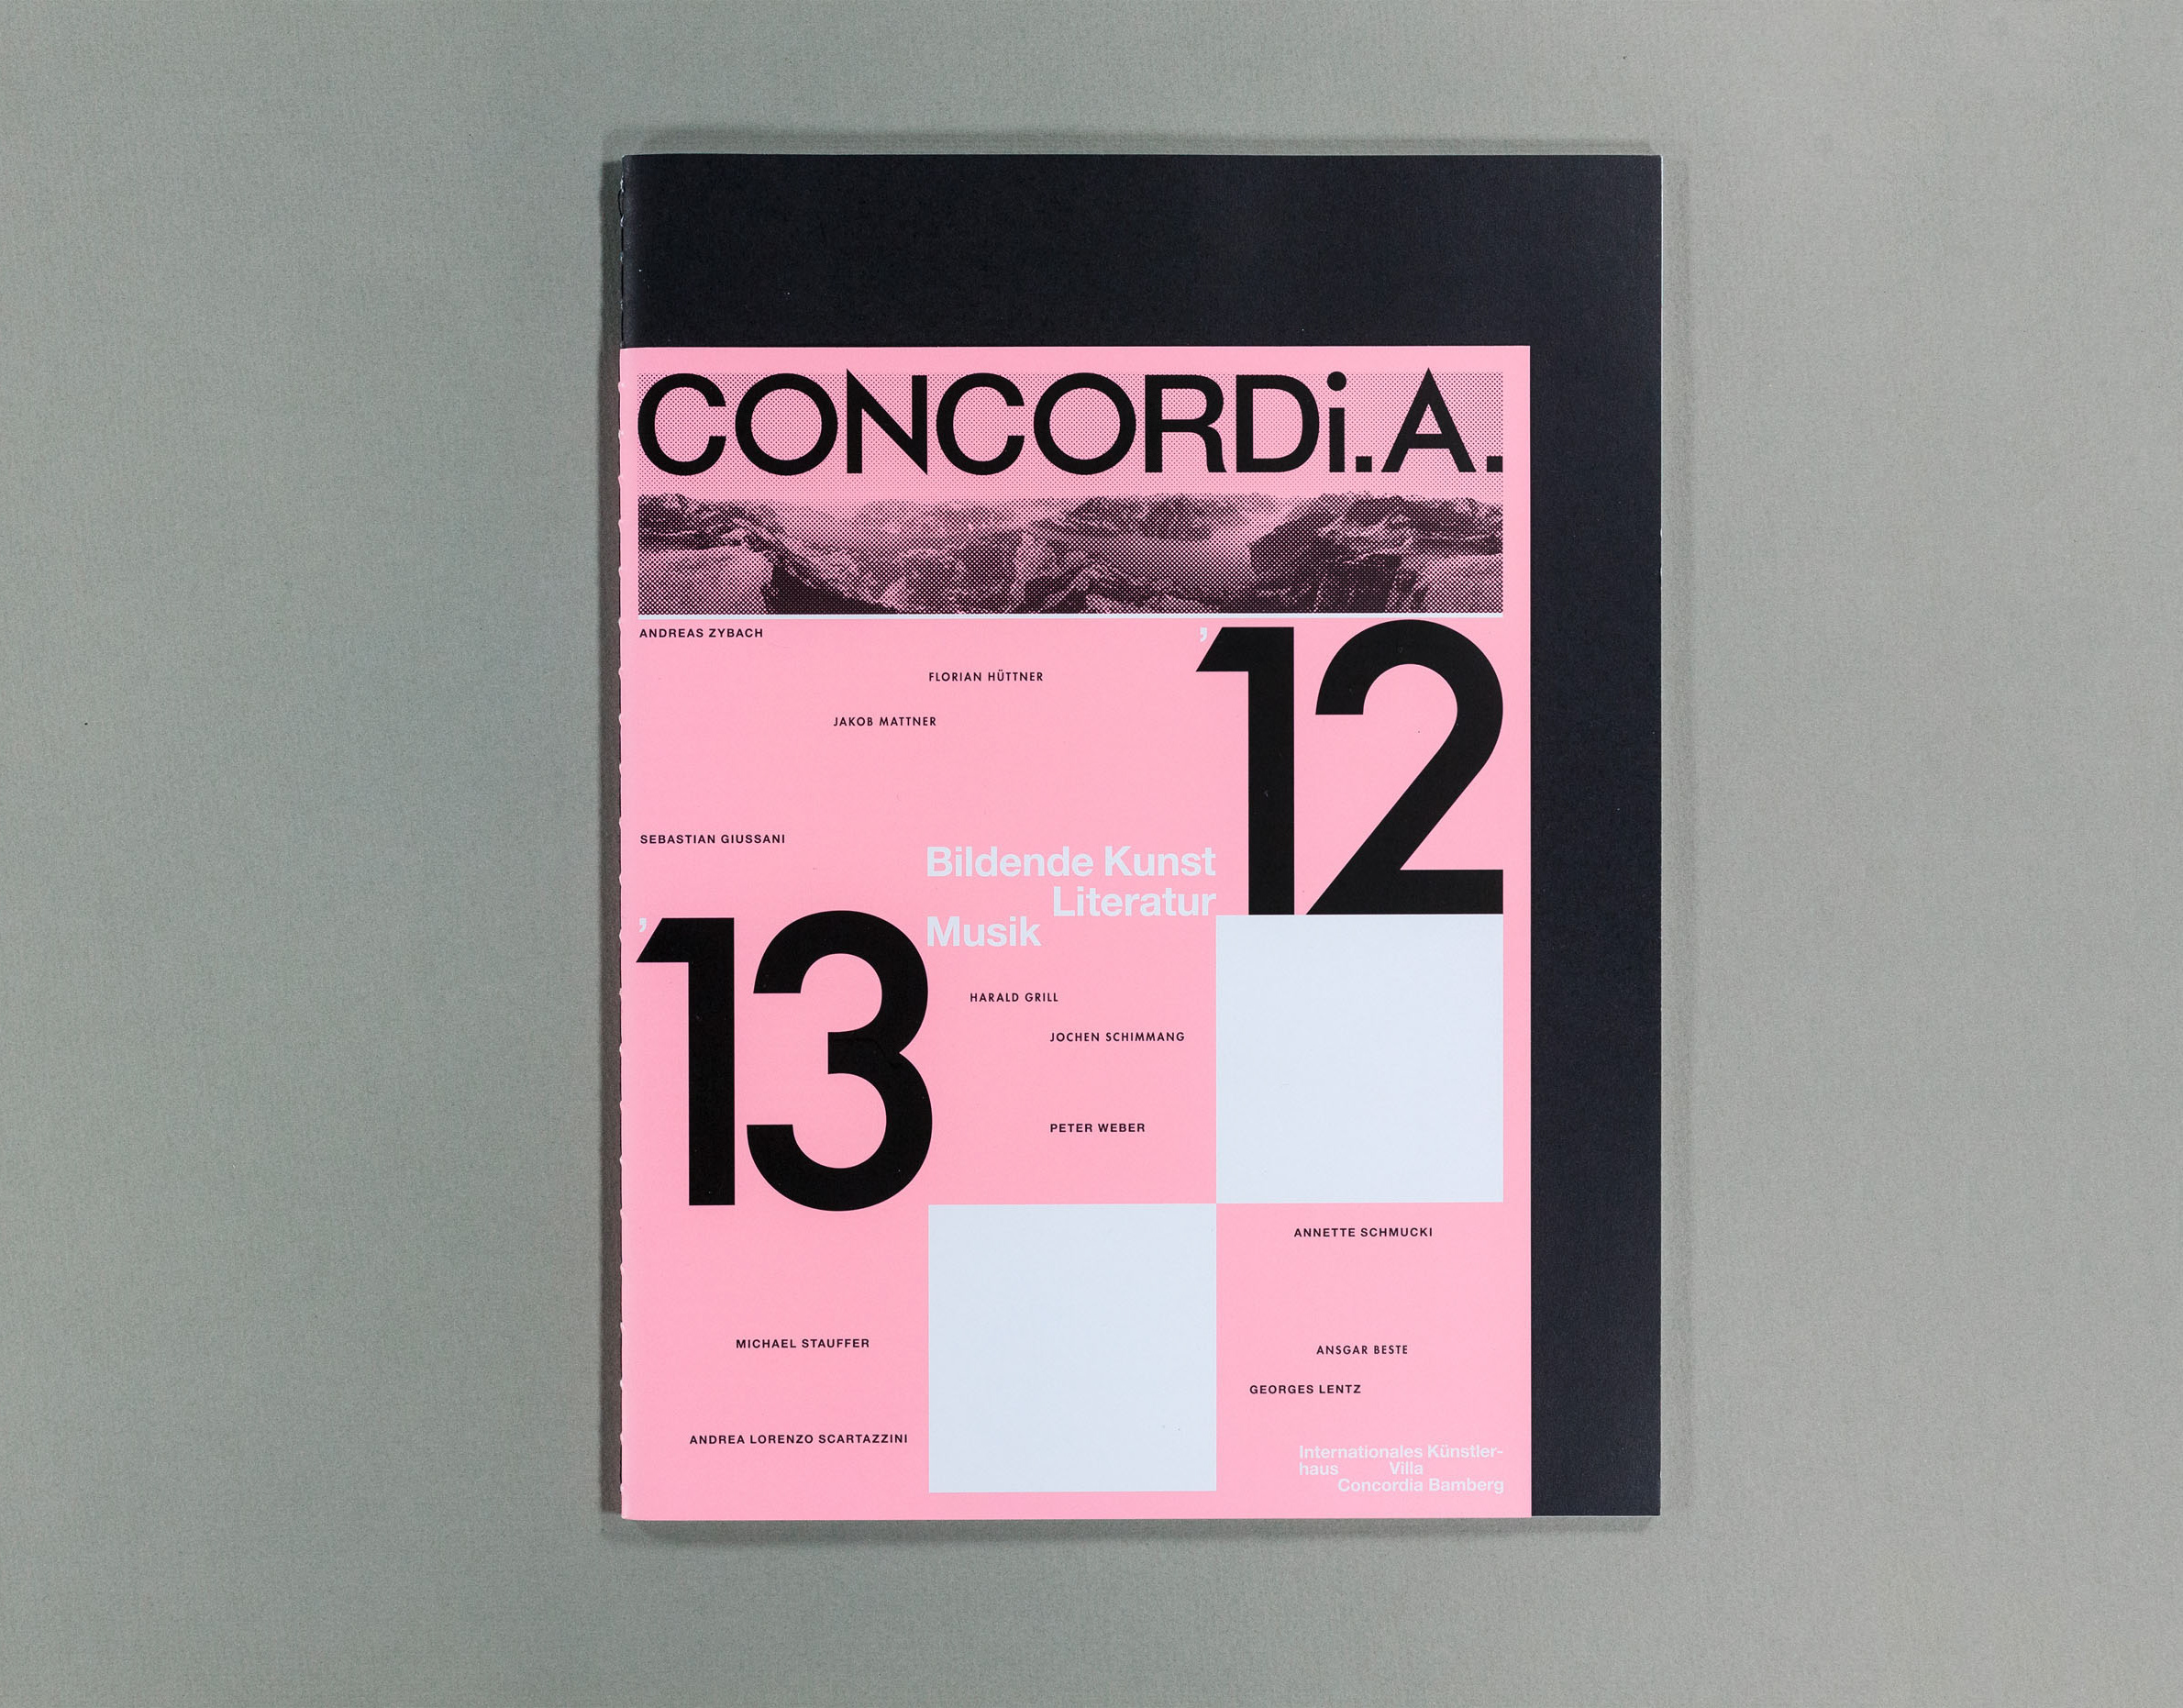 CONCORDi.A.
ANDREAS ZYBACH
’12
FLORIAN HÜTTNER
JAKOB MATTNER
SEBASTIAN GIUSSANI
Bildende Kunst
Literatur
Musik
’13
HARALD GRILL
JOCHEN SCHIMMANG
PETER WEBER
ANNETTE SCHMUCKI
MICHAEL STAUFFER
ANSGAR BESTE
GEORGES LENTZ
ANDREA LORENZO SCARTAZZINI
Internationales Künstler-
haus Villa
Concordia Bamberg